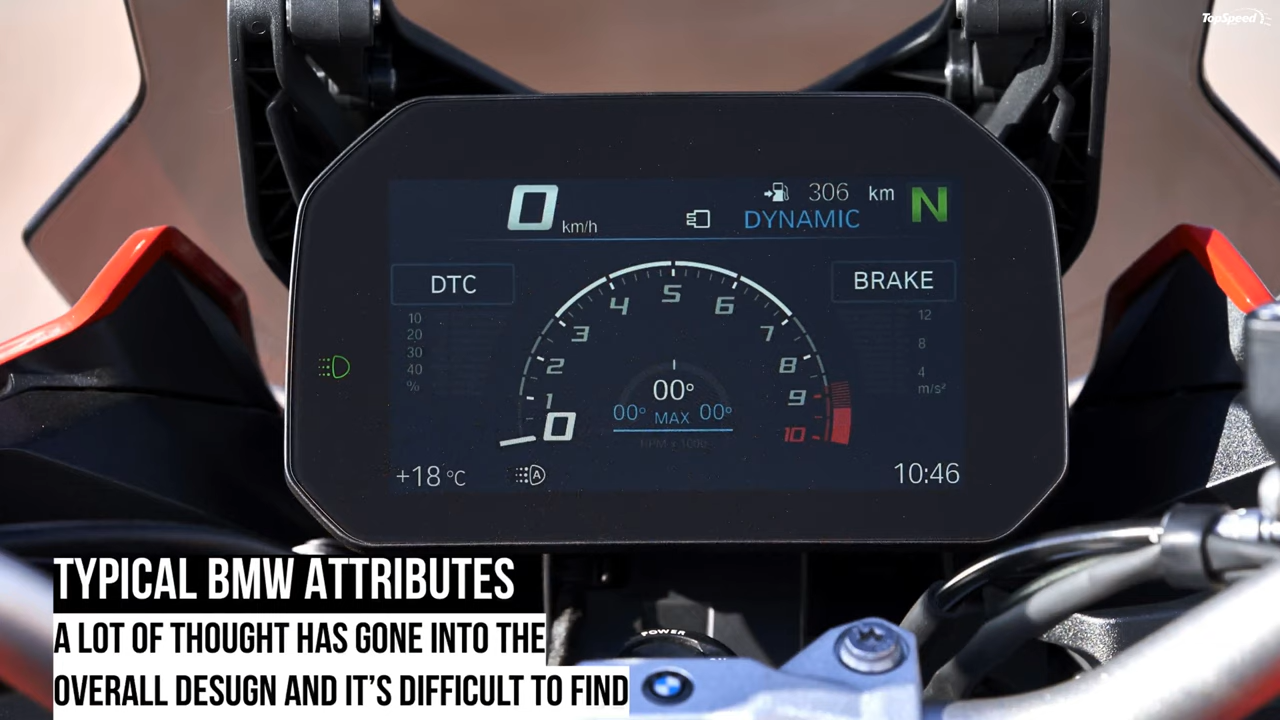 TopSpeed
306 km
0 km/h
DYNAMIC
N
DTC
BRAKE
10
20
30
40
%
12
8
4
m/s²
0 1 2 3 4 5 6 7 8 9 10
00°
00° MAX 00°
RPM x 1000
+18 °C
A
10:46
POWER
TYPICAL BMW ATTRIBUTES
A LOT OF THOUGHT HAS GONE INTO THE
OVERALL DESUGN AND IT'S DIFFICULT TO FIND